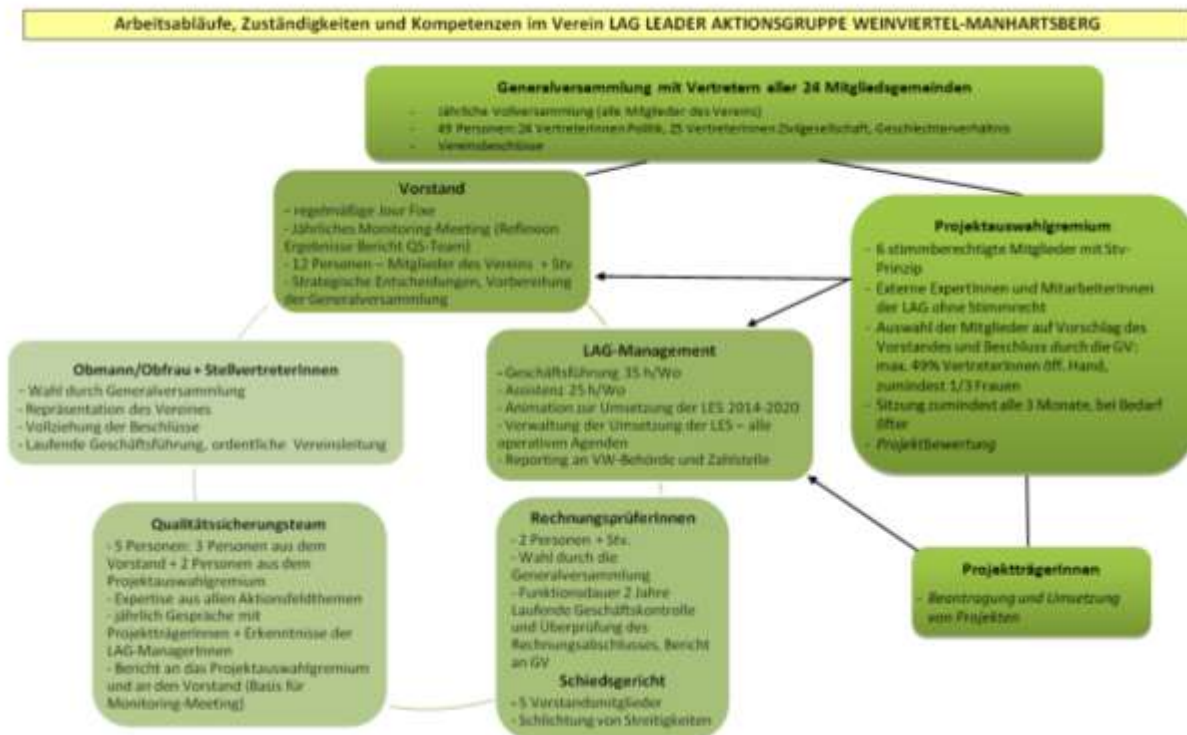 Arbeitsabläufe, Zuständigkeiten und Kompetenzen im Verein LAG LEADER AKTIONSGRUPPE WEINVIERTEL-MANHARTSBERG
Generalversammlung mit Vertretern aller 24 Mitgliedsgemeinden
- Jährliche Vollversammlung (alle Mitglieder des Vereins)
- 49 Personen: 24 VertreterInnen Politik, 25 VertreterInnen Zivilgesellschaft, Geschlechterverhältnis
- Vereinsbeschlüsse
Vorstand
- regelmäßige Jour Fixe
- Jährliches Monitoring-Meeting (Reflexion
Ergebnisse Bericht QS-Team)
- 12 Personen – Mitglieder des Vereins + Stv.
- Strategische Entscheidungen, Vorbereitung
der Generalversammlung
Projektauswahlgremium
- 6 stimmberechtigte Mitglieder mit Stv-
Prinzip
- Externe ExpertInnen und MitarbeiterInnen
der LAG ohne Stimmrecht
- Auswahl der Mitglieder auf Vorschlag des
Vorstandes und Beschluss durch die GV:
max. 49% VertreterInnen öff. Hand,
zumindest 1/3 Frauen
- Sitzung zumindest alle 3 Monate, bei Bedarf
öfter
- Projektbewertung
Obmann/Obfrau + StellvertreterInnen
- Wahl durch Generalversammlung
- Repräsentation des Vereines
- Vollziehung der Beschlüsse
- Laufende Geschäftsführung, ordentliche Vereinsleitung
LAG-Management
- Geschäftsführung 35 h/Wo
- Assistenz 25 h/Wo
- Animation zur Umsetzung der LES 2014-2020
- Verwaltung der Umsetzung der LES – alle
operativen Agenden
- Reporting an VW-Behörde und Zahlstelle
Qualitätssicherungsteam
- 5 Personen: 3 Personen aus dem
Vorstand + 2 Personen aus dem
Projektauswahlgremium
- Expertise aus allen Aktionsfeldthemen
- jährlich Gespräche mit
ProjektträgerInnen + Erkenntnisse der
LAG-ManagerInnen
- Bericht an das Projektauswahlgremium
und an den Vorstand (Basis für
Monitoring-Meeting)
RechnungsprüferInnen
- 2 Personen + Stv.
- Wahl durch die
Generalversammlung
- Funktionsdauer 2 Jahre
Laufende Geschäftskontrolle
und Überprüfung des
Rechnungsabschlusses, Bericht
an GV
Schiedsgericht
- 5 Vorstandsmitglieder
- Schlichtung von Streitigkeiten
ProjektträgerInnen
- Beantragung und Umsetzung
von Projekten